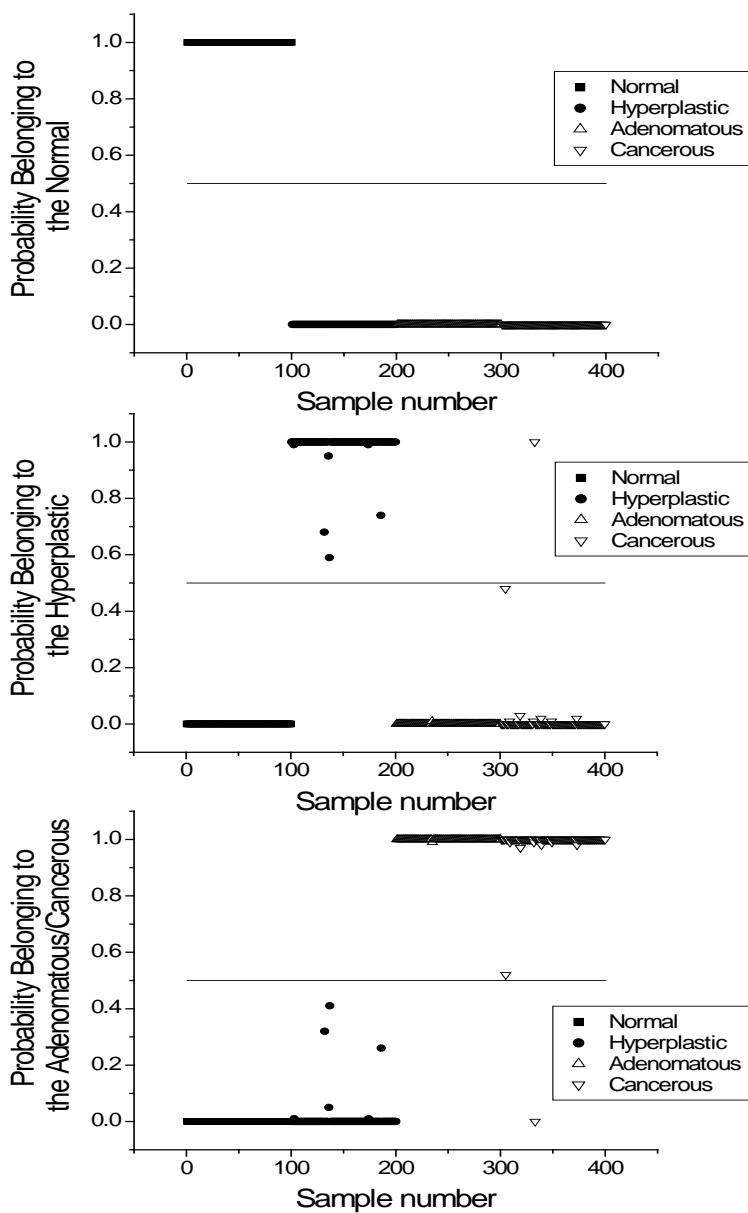 Probability Belonging to
the Normal
1.0
0.8
0.6
0.4
0.2
0.0
0 100 200 300 400
Sample number
Normal
Hyperplastic
Adenomatous
Cancerous
Probability Belonging to
the Hyperplastic
1.0
0.8
0.6
0.4
0.2
0.0
0 100 200 300 400
Sample number
Normal
Hyperplastic
Adenomatous
Cancerous
Probability Belonging to
the Adenomatous/Cancerous
1.0
0.8
0.6
0.4
0.2
0.0
0 100 200 300 400
Sample number
Normal
Hyperplastic
Adenomatous
Cancerous